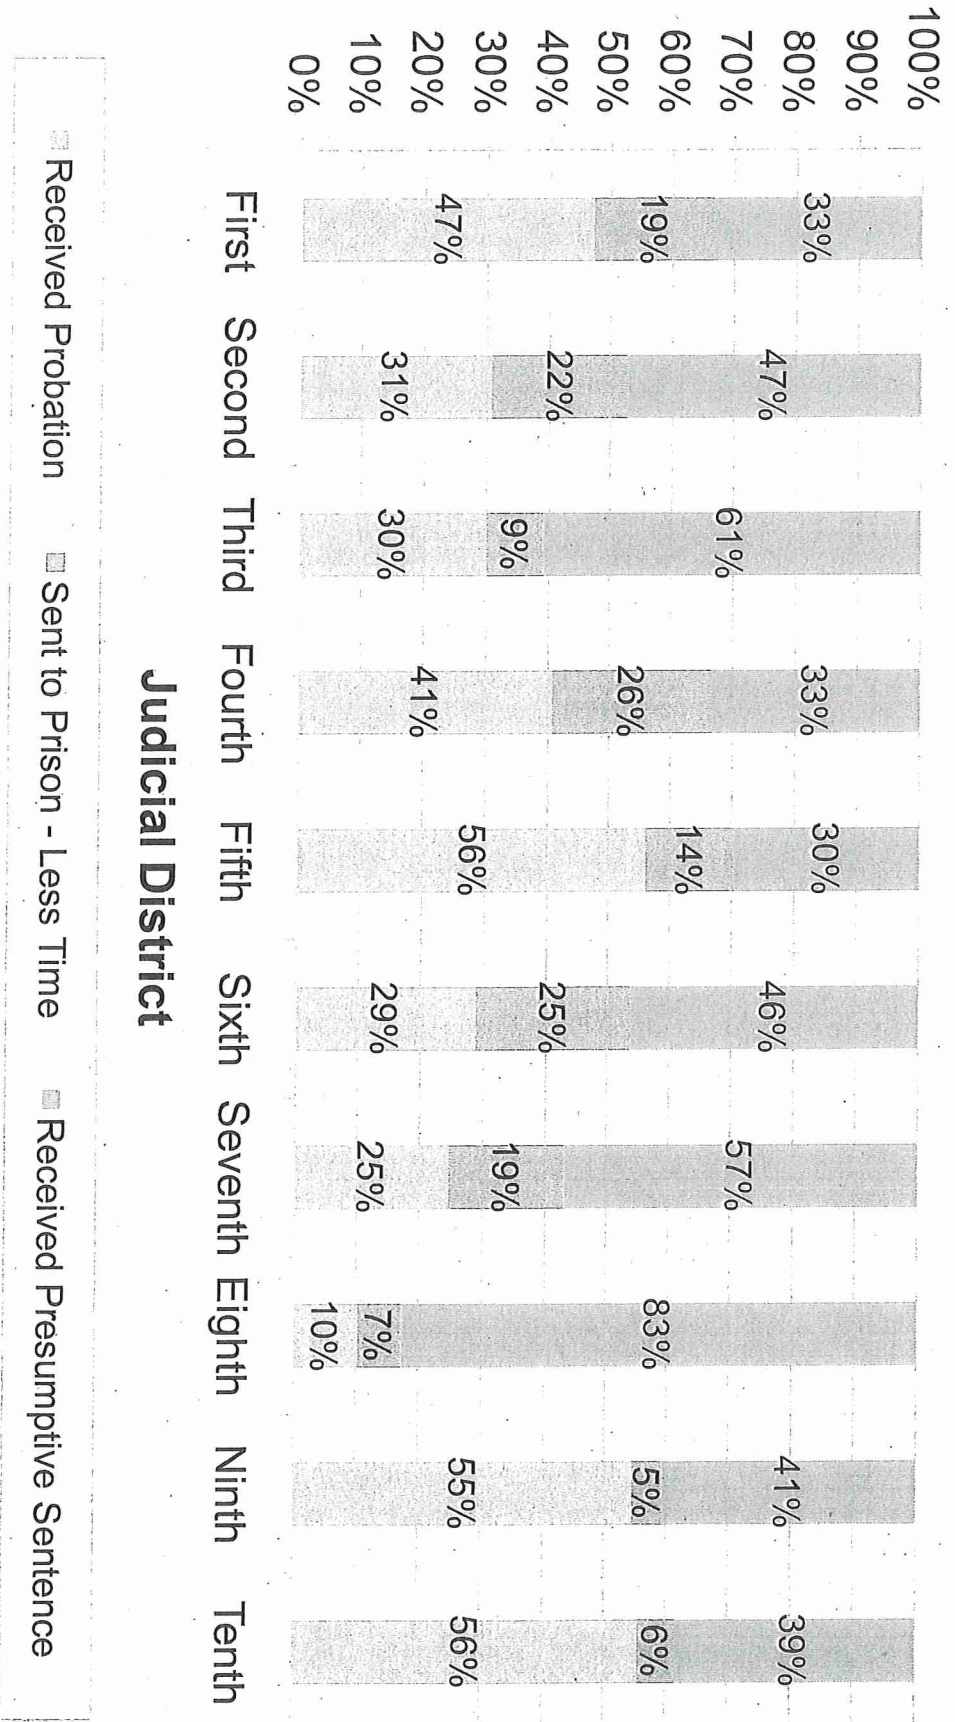 100%
90%
80%
70%
60%
50%
40%
30%
20%
10%
0%
33% 47% 61% 33% 30% 46% 57% 83% 41% 39%
19% 22% 9% 26% 14% 25% 19% 7% 5% 6%
47% 31% 30% 41% 56% 29% 25% 10% 55% 56%
First Second Third Fourth Fifth Sixth Seventh Eighth Ninth Tenth
Judicial District
Received Probation Sent to Prison - Less Time Received Presumptive Sentence